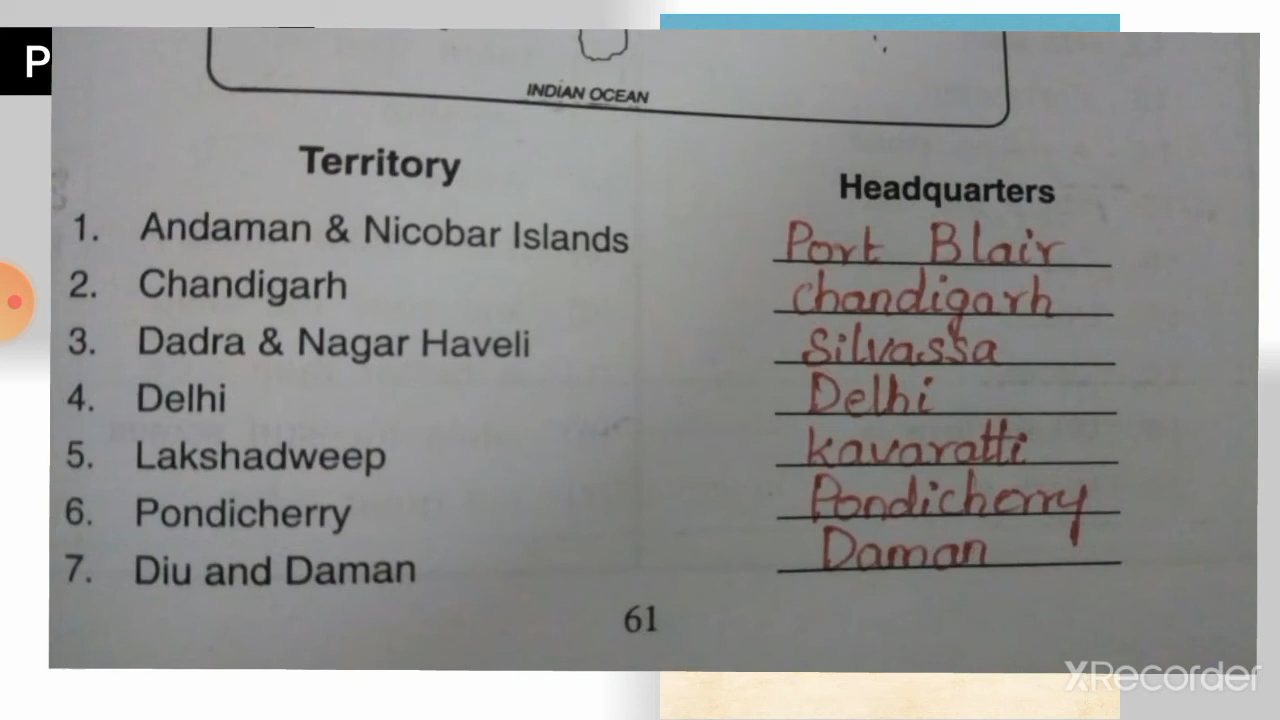 P
INDIAN OCEAN
Territory Headquarters
1. Andaman & Nicobar Islands Port Blair
2. Chandigarh chandigarh
3. Dadra & Nagar Haveli Silvassa
4. Delhi Delhi
5. Lakshadweep kavaratti
6. Pondicherry Pondicherry
7. Diu and Daman Daman
61
XRecorder